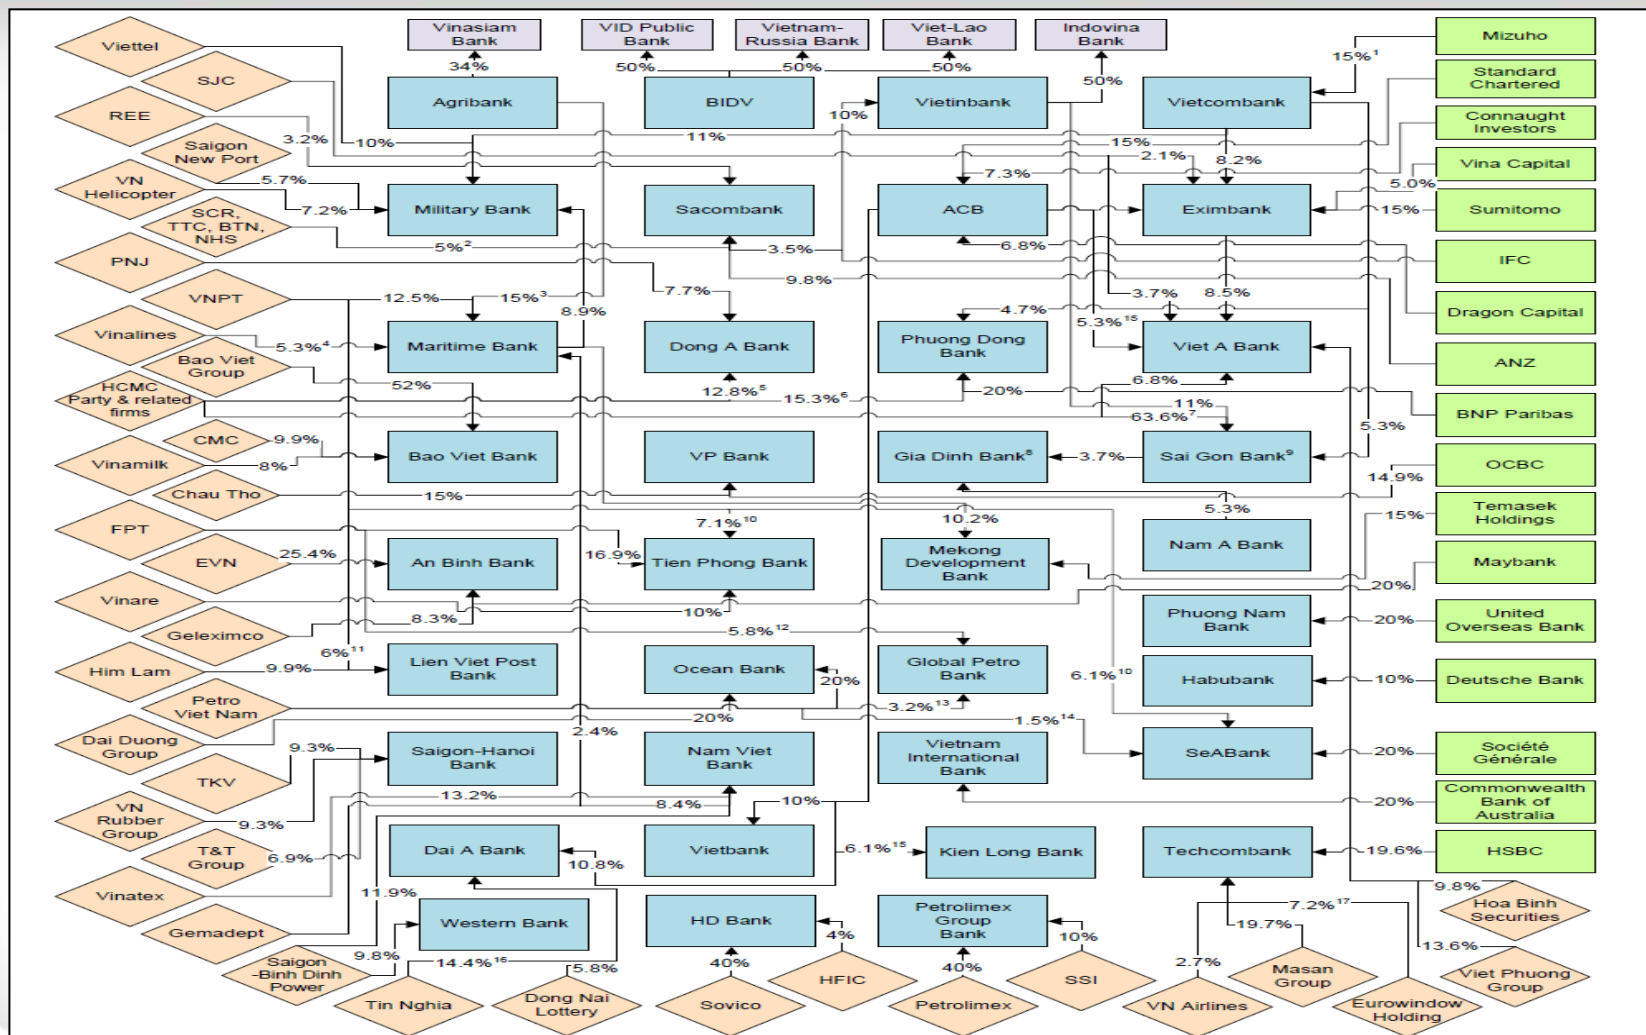 Viettel
Vinasiam
Bank
VID Public
Bank
Vietnam-
Russia Bank
Viet-Lao
Bank
Indovina
Bank
Mizuho
34%
50%
50%
50%
50%
15%¹
SJC
Agribank
BIDV
Vietinbank
Vietcombank
Standard
Chartered
REE
10%
Connaught
Investors
3.2%
10%
11%
15%
2.1%
8.2%
Saigon
New Port
Vina Capital
5.7%
7.3%
5.0%
VN
Helicopter
7.2%
Military Bank
Sacombank
ACB
Eximbank
15%
Sumitomo
SCR,
TTC, BTN,
NHS
5%²
3.5%
6.8%
IFC
PNJ
9.8%
7.7%
3.7%
8.5%
VNPT
12.5%
15%³
8.9%
4.7%
Dragon Capital
5.3%¹⁵
Vinalines
5.3%⁴
Maritime Bank
Dong A Bank
Phuong Dong
Bank
Viet A Bank
Bao Viet
Group
ANZ
52%
12.8%⁵
15.3%⁶
20%
6.8%
HCMC
Party & related
firms
11%
63.6%⁷
BNP Paribas
5.3%
CMC
9.9%
Vinamilk
8%
Bao Viet Bank
VP Bank
Gia Dinh Bank⁸
3.7%
Sai Gon Bank⁹
OCBC
14.9%
Chau Tho
15%
Temasek
Holdings
15%
FPT
7.1%¹⁰
10.2%
5.3%
EVN
25.4%
An Binh Bank
16.9%
Tien Phong Bank
Mekong
Development
Bank
Nam A Bank
Maybank
20%
Vinare
10%
Phuong Nam
Bank
20%
United
Overseas Bank
Geleximco
8.3%
5.8%¹²
6%¹¹
Him Lam
9.9%
Lien Viet Post
Bank
Ocean Bank
20%
Global Petro
Bank
6.1%¹⁰
Habubank
10%
Deutsche Bank
Petro
Viet Nam
3.2%¹³
20%
1.5%¹⁴
Dai Duong
Group
2.4%
9.3%
Saigon-Hanoi
Bank
Nam Viet
Bank
Vietnam
International
Bank
SeABank
20%
Société
Générale
TKV
13.2%
8.4%
10%
20%
Commonwealth
Bank of
Australia
VN
Rubber
Group
9.3%
T&T
Group
6.9%
Dai A Bank
10.8%
Vietbank
6.1%¹⁵
Kien Long Bank
Techcombank
19.6%
HSBC
Vinatex
11.9%
9.8%
Hoa Binh
Securities
Gemadept
Western Bank
HD Bank
4%
Petrolimex
Group
Bank
10%
19.7%
7.2%¹⁷
13.6%
Saigon
-Binh Dinh
Power
9.8%
14.4%¹⁶
5.8%
40%
40%
2.7%
Tin Nghia
Dong Nai
Lottery
Sovico
HFIC
Petrolimex
SSI
VN Airlines
Masan
Group
Eurowindow
Holding
Viet Phuong
Group